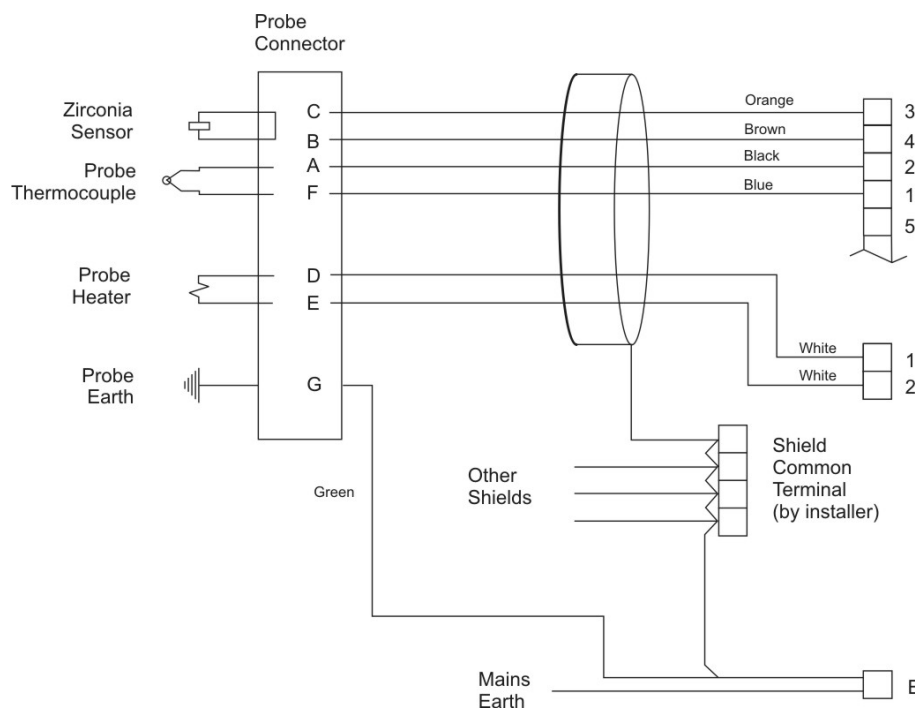 Probe
Connector
Zirconia
Sensor
C
Orange
3
B
Brown
4
Probe
Thermocouple
A
Black
2
F
Blue
1
5
Probe
Heater
D
E
White
1
White
2
Probe
Earth
G
Green
Other
Shields
Shield
Common
Terminal
(by installer)
Mains
Earth
E